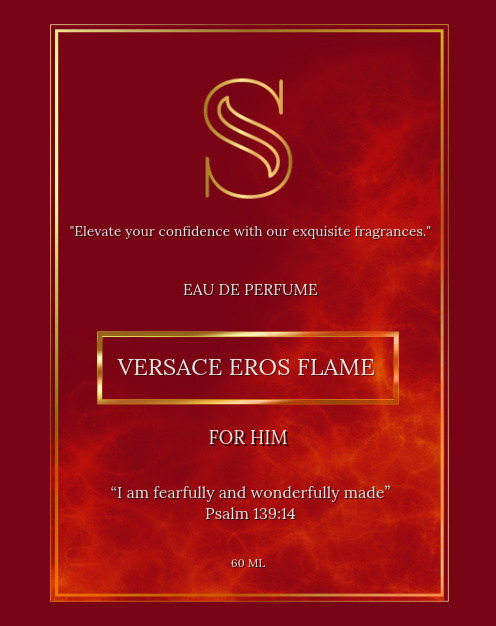 S
"Elevate your confidence with our exquisite fragrances."
EAU DE PERFUME
VERSACE EROS FLAME
FOR HIM
“I am fearfully and wonderfully made”
Psalm 139:14
60 ML